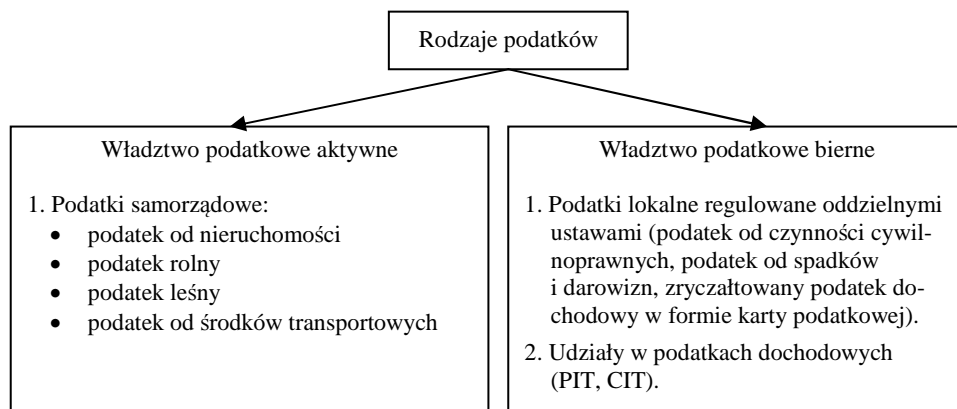 Rodzaje podatków
Władztwo podatkowe aktywne
1. Podatki samorządowe:
• podatek od nieruchomości
• podatek rolny
• podatek leśny
• podatek od środków transportowych
Władztwo podatkowe bierne
1. Podatki lokalne regulowane oddzielnymi
ustawami (podatek od czynności cywil-
noprawnych, podatek od spadków
i darowizn, zryczałtowany podatek do-
chodowy w formie karty podatkowej).
2. Udziały w podatkach dochodowych
(PIT, CIT).